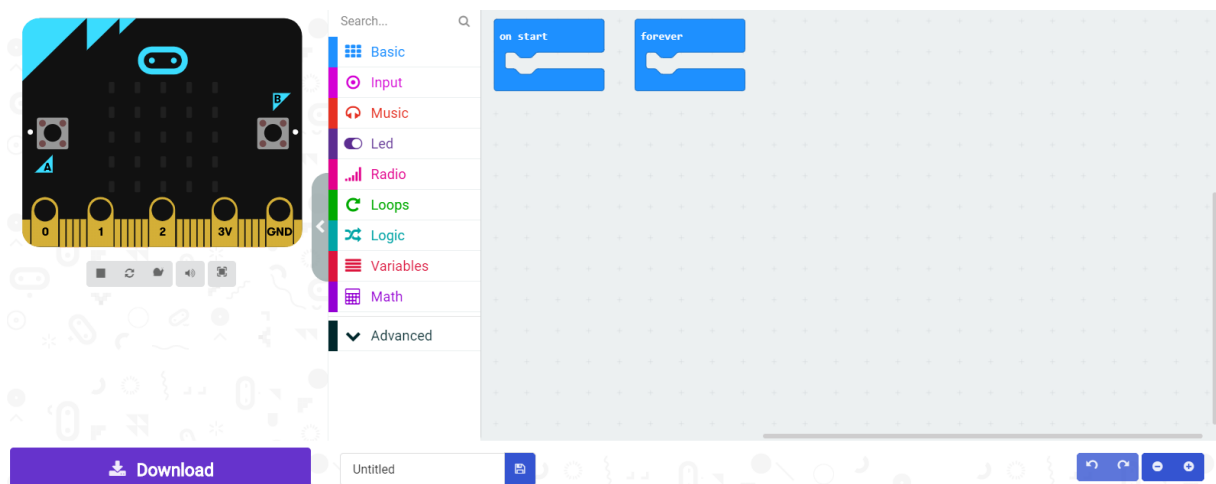 Search...
Basic
Input
Music
Led
Radio
Loops
Logic
Variables
Math
Advanced
on start
forever
A
B
0 1 2 3V GND
Download
Untitled